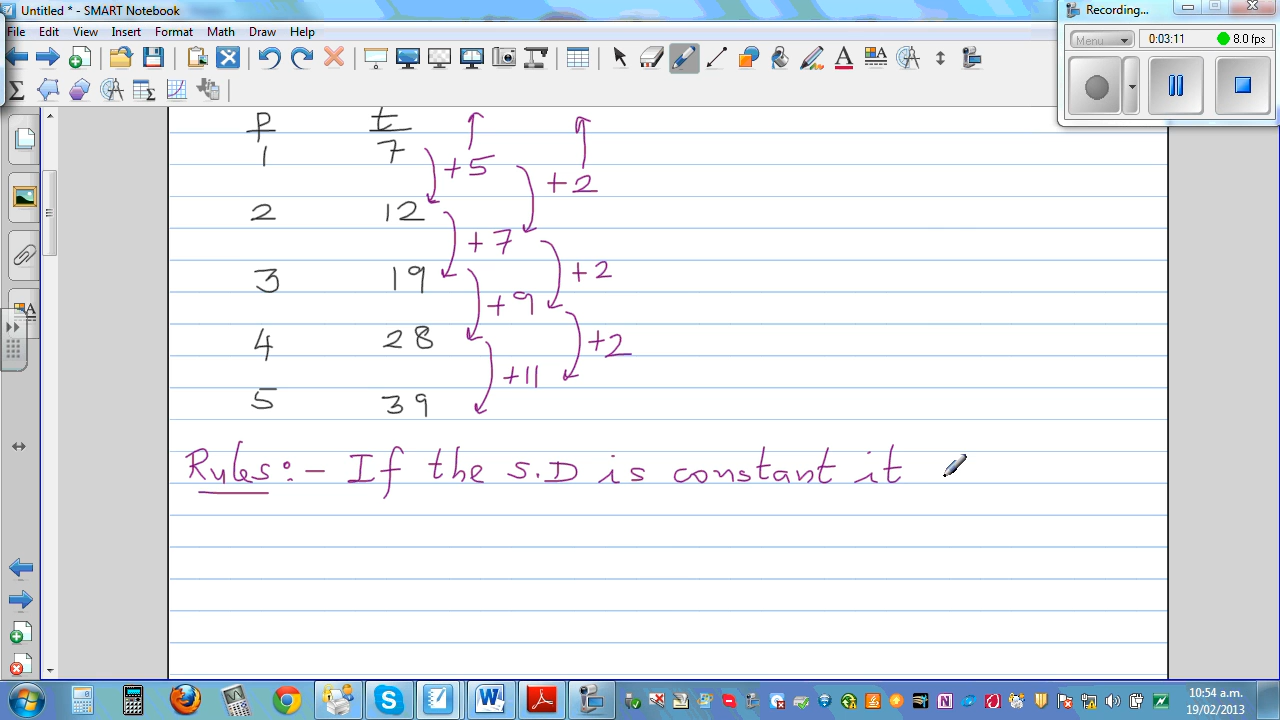 Untitled * - SMART Notebook
File Edit View Insert Format Math Draw Help
Recording...
Menu 00:03:11 8.0 fps
p t
1 7 +5 +2
2 12 +7 +2
3 19 +9 +2
4 28 +11
5 39
Rules:- If the S.D is constant it
10:54 a.m.
19/02/2013